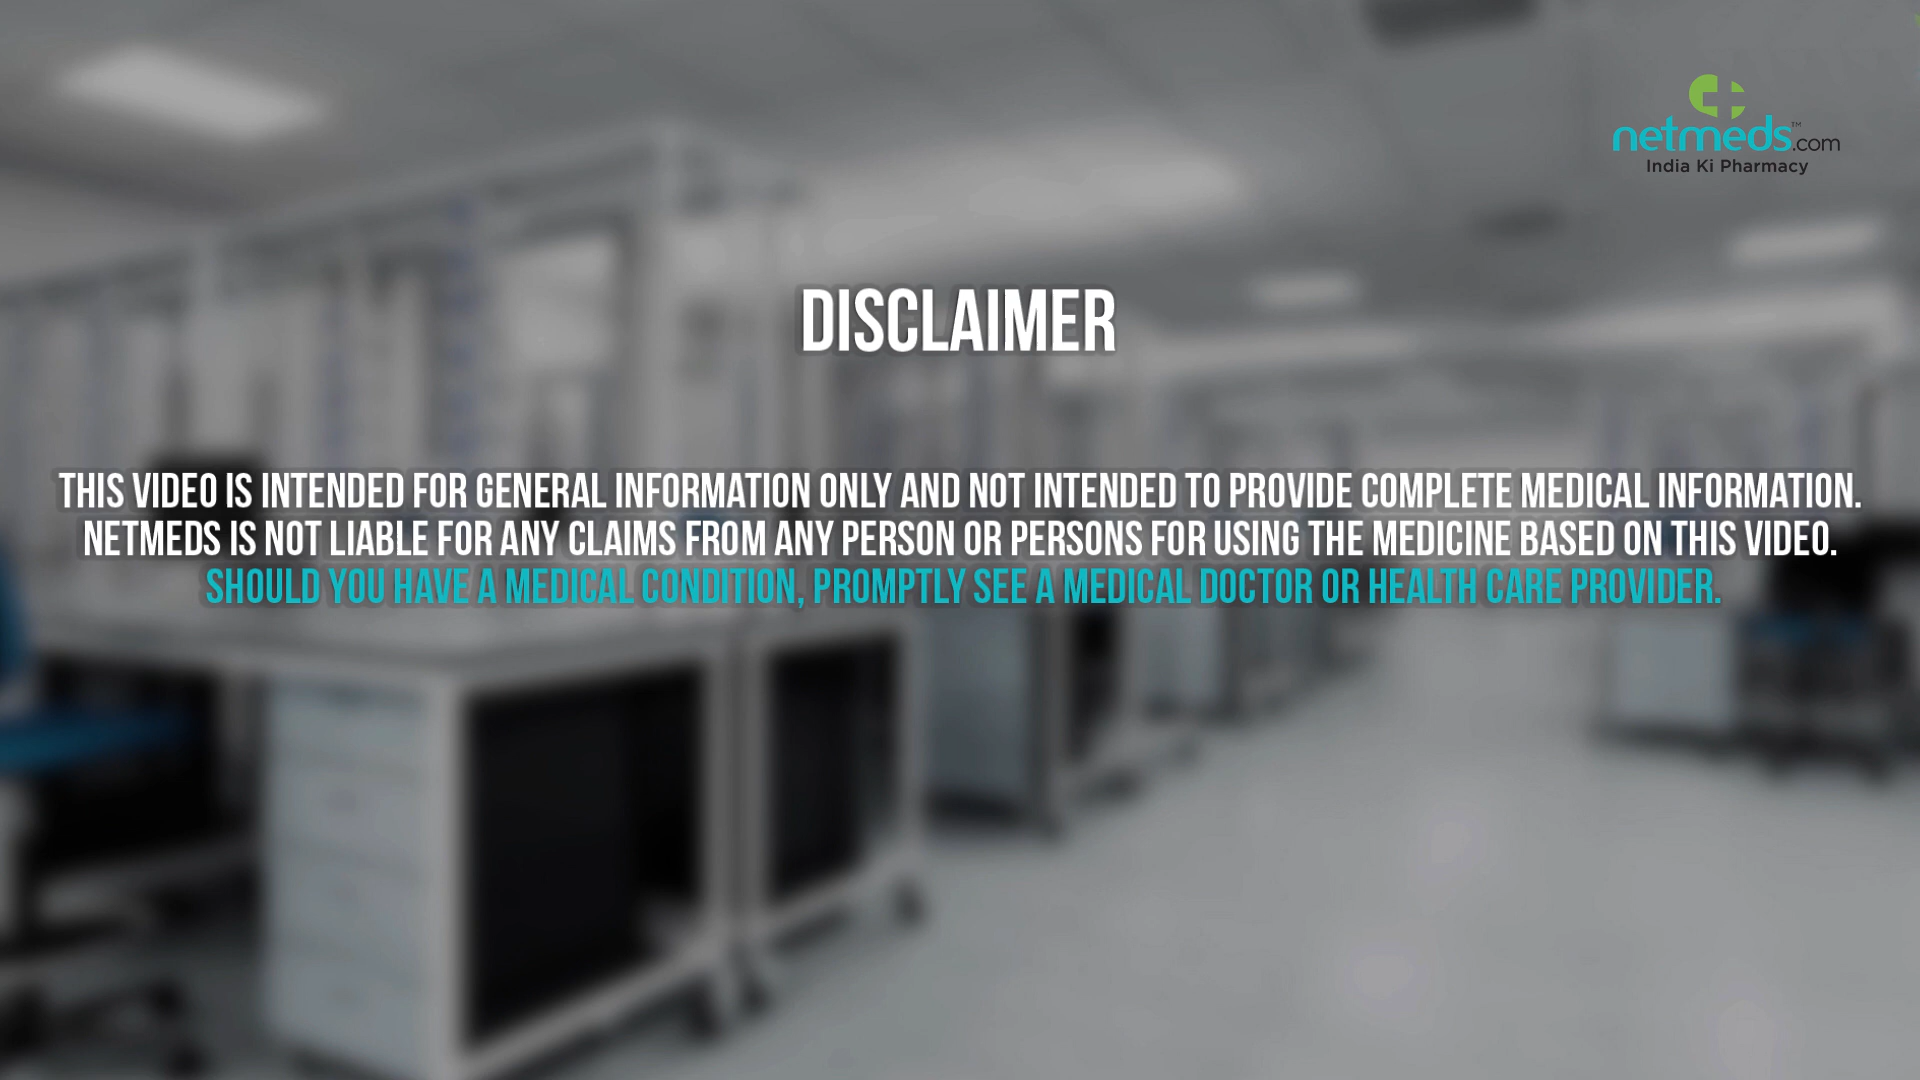 netmeds.com™
India Ki Pharmacy
DISCLAIMER
THIS VIDEO IS INTENDED FOR GENERAL INFORMATION ONLY AND NOT INTENDED TO PROVIDE COMPLETE MEDICAL INFORMATION.
NETMEDS IS NOT LIABLE FOR ANY CLAIMS FROM ANY PERSON OR PERSONS FOR USING THE MEDICINE BASED ON THIS VIDEO.
SHOULD YOU HAVE A MEDICAL CONDITION, PROMPTLY SEE A MEDICAL DOCTOR OR HEALTH CARE PROVIDER.